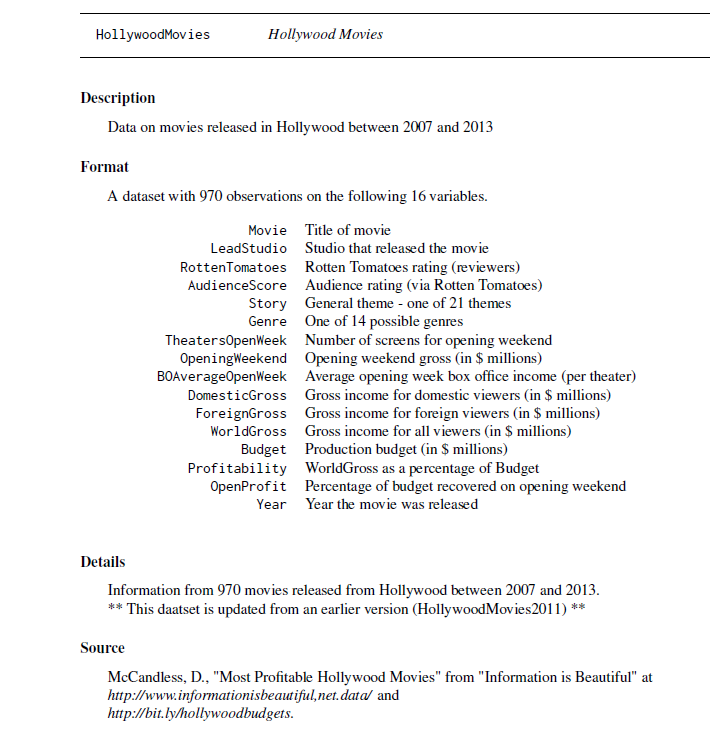 HollywoodMovies Hollywood Movies
Description
Data on movies released in Hollywood between 2007 and 2013
Format
A dataset with 970 observations on the following 16 variables.
Movie Title of movie
LeadStudio Studio that released the movie
RottenTomatoes Rotten Tomatoes rating (reviewers)
AudienceScore Audience rating (via Rotten Tomatoes)
Story General theme - one of 21 themes
Genre One of 14 possible genres
TheatersOpenWeek Number of screens for opening weekend
OpeningWeekend Opening weekend gross (in $ millions)
BOAverageOpenWeek Average opening week box office income (per theater)
DomesticGross Gross income for domestic viewers (in $ millions)
ForeignGross Gross income for foreign viewers (in $ millions)
WorldGross Gross income for all viewers (in $ millions)
Budget Production budget (in $ millions)
Profitability WorldGross as a percentage of Budget
OpenProfit Percentage of budget recovered on opening weekend
Year Year the movie was released
Details
Information from 970 movies released from Hollywood between 2007 and 2013.
** This daatset is updated from an earlier version (HollywoodMovies2011) **
Source
McCandless, D., "Most Profitable Hollywood Movies" from "Information is Beautiful" at
http://www.informationisbeautiful,net.data/ and
http://bit.ly/hollywoodbudgets.